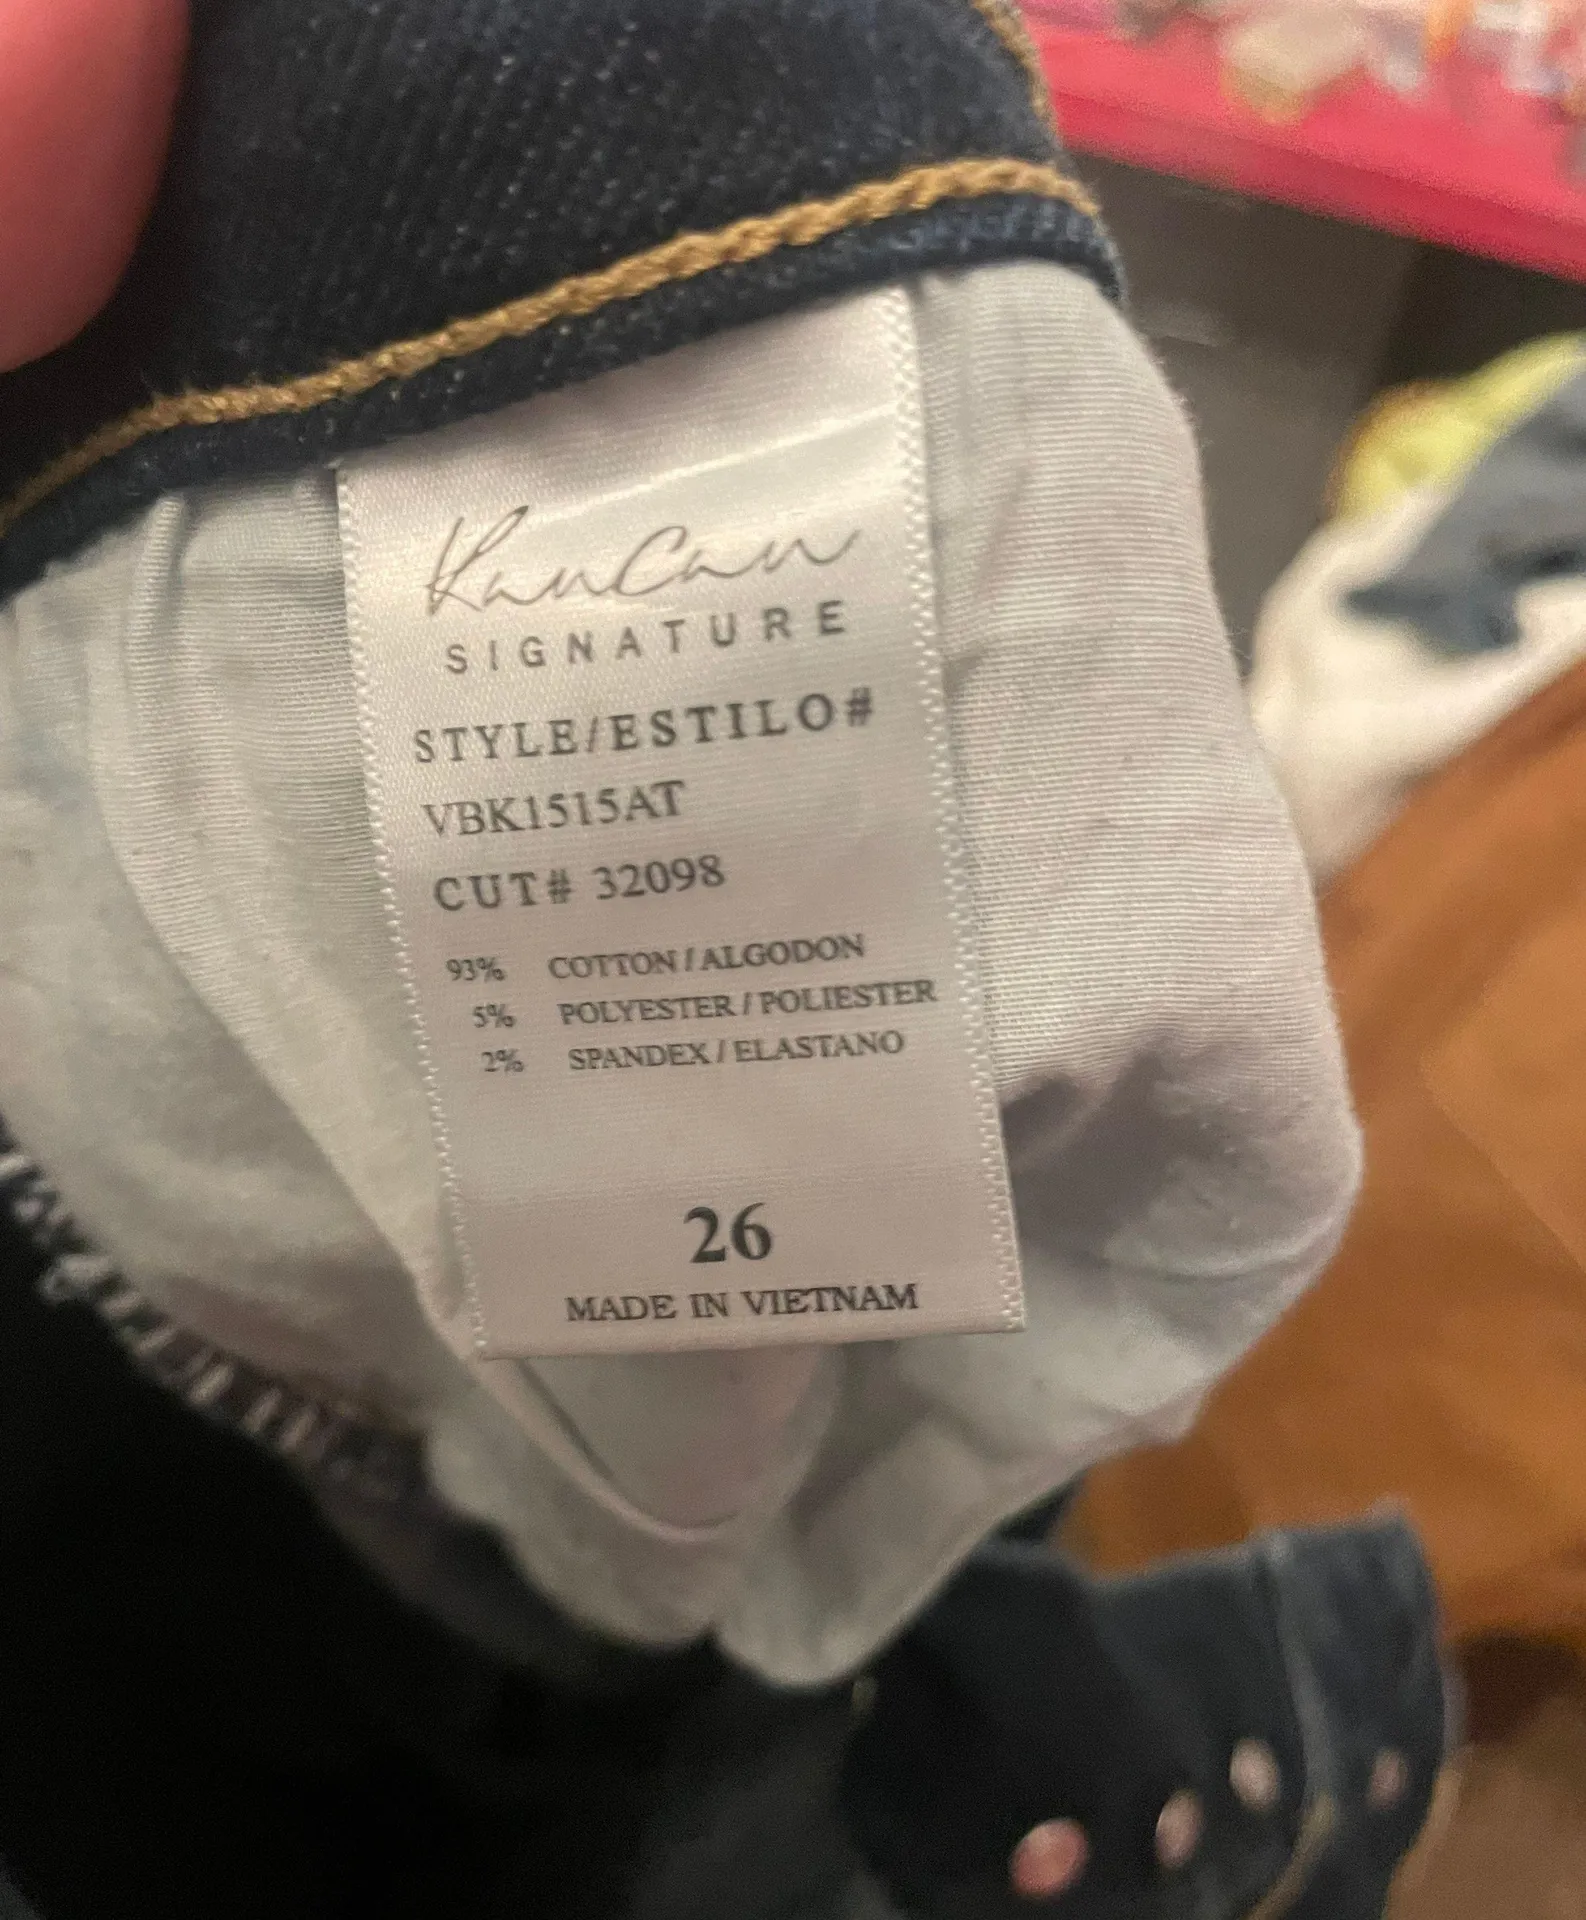 KanCan
SIGNATURE
STYLE/ESTILO#
VBK1515AT
CUT# 32098
93% COTTON/ALGODON
5% POLYESTER/POLIESTER
2% SPANDEX/ELASTANO
26
MADE IN VIETNAM